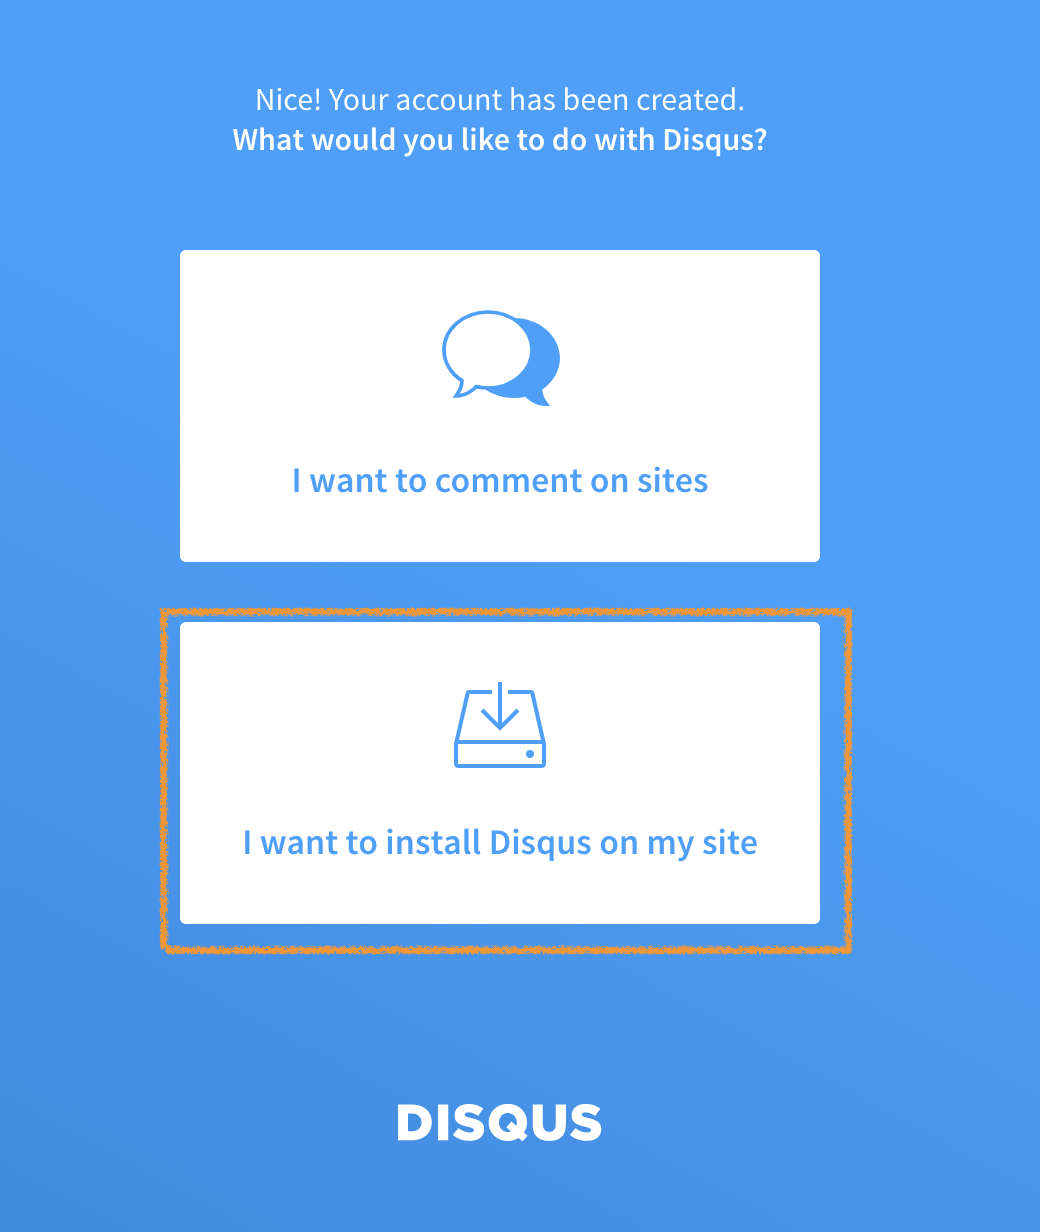 Nice! Your account has been created.
What would you like to do with Disqus?
I want to comment on sites
I want to install Disqus on my site
DISQUS